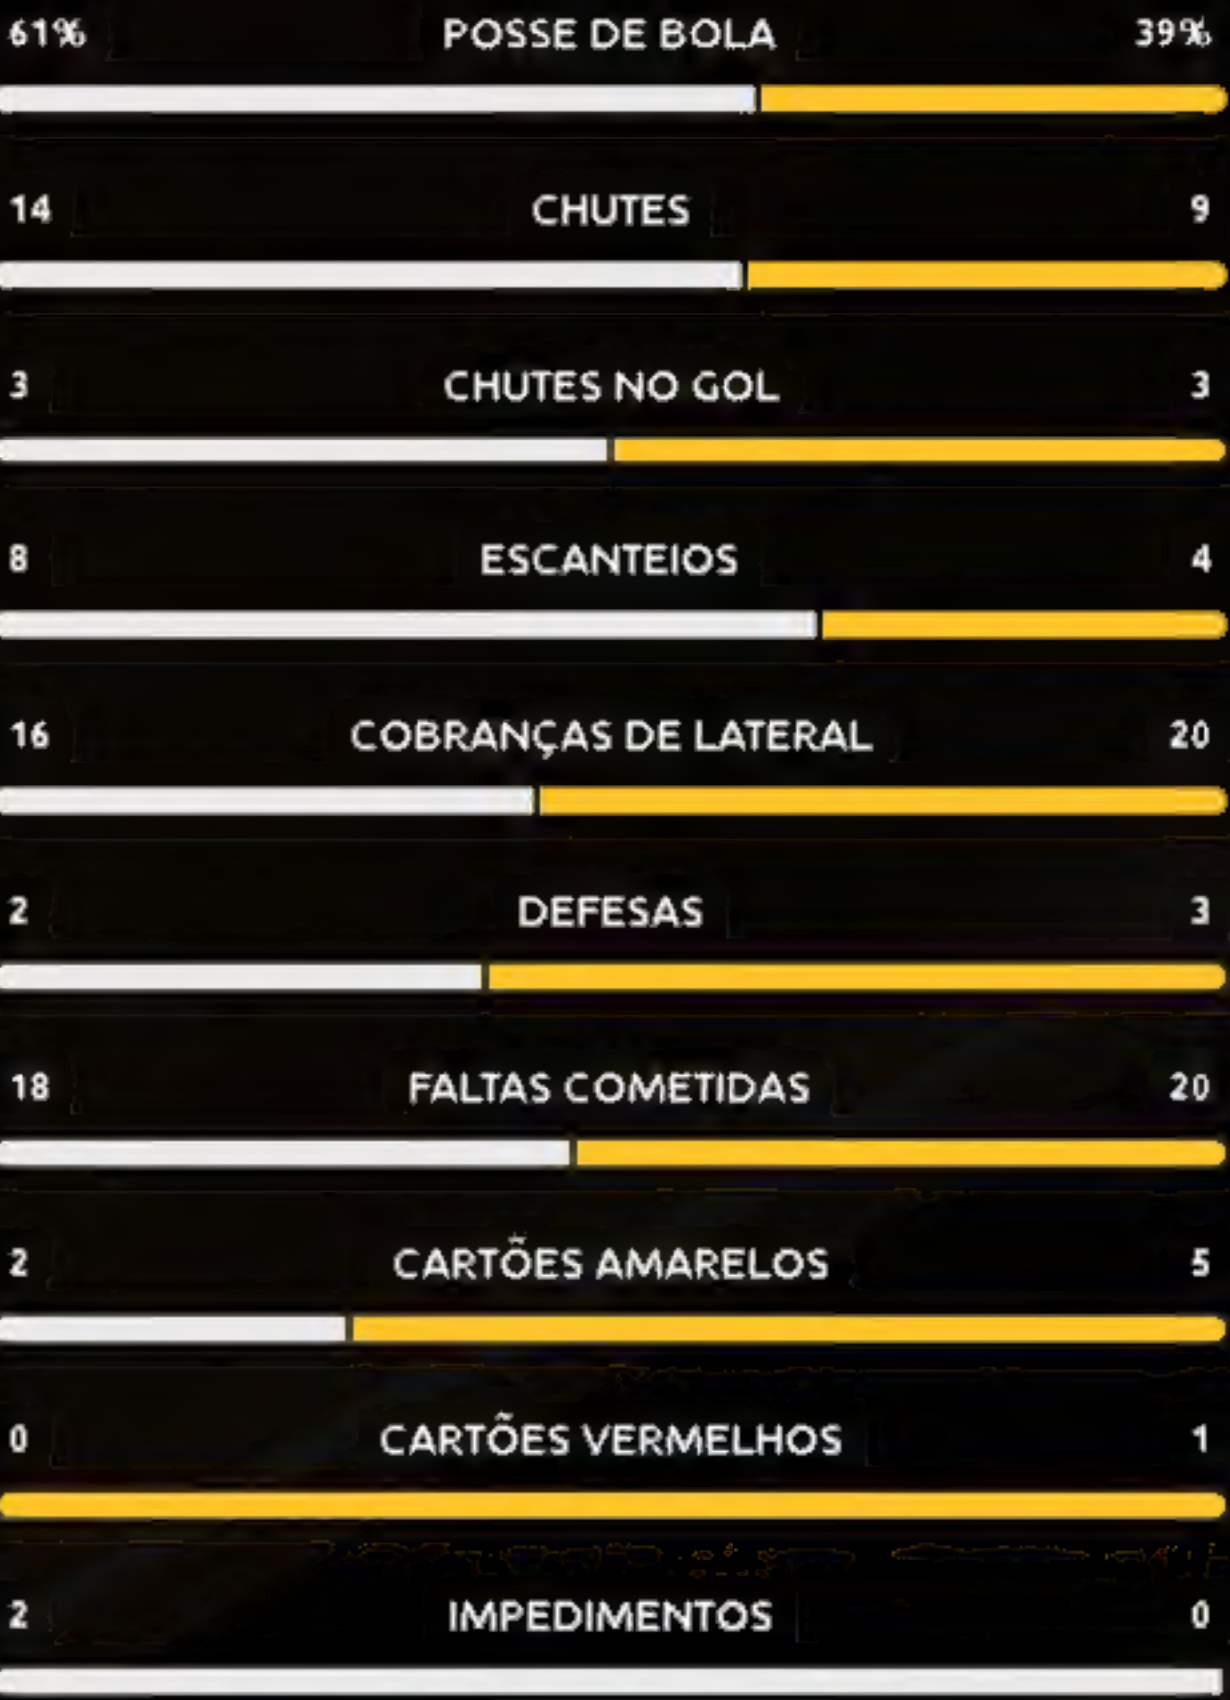 61% POSSE DE BOLA 39%
14 CHUTES 9
3 CHUTES NO GOL 3
8 ESCANTEIOS 4
16 COBRANÇAS DE LATERAL 20
2 DEFESAS 3
18 FALTAS COMETIDAS 20
2 CARTÕES AMARELOS 5
0 CARTÕES VERMELHOS 1
2 IMPEDIMENTOS 0